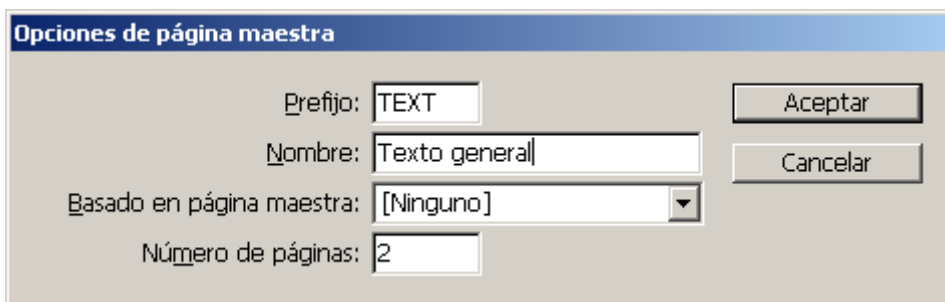 Opciones de página maestra
Prefijo: TEXT
Aceptar
Nombre: Texto general
Cancelar
Basado en página maestra: [Ninguno]
Número de páginas: 2